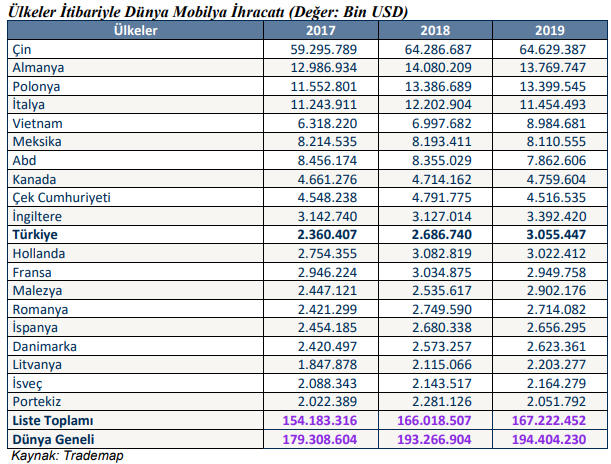 Ülkeler İtibariyle Dünya Mobilya İhracatı (Değer: Bin USD)
Ülkeler 2017 2018 2019
Çin 59.295.789 64.286.687 64.629.387
Almanya 12.986.934 14.080.209 13.769.747
Polonya 11.552.801 13.386.689 13.399.545
İtalya 11.243.911 12.202.904 11.454.493
Vietnam 6.318.220 6.997.682 8.984.681
Meksika 8.214.535 8.193.411 8.110.555
Abd 8.456.174 8.355.029 7.862.606
Kanada 4.661.276 4.714.162 4.759.604
Çek Cumhuriyeti 4.548.238 4.791.775 4.516.535
İngiltere 3.142.740 3.127.014 3.392.420
Türkiye 2.360.407 2.686.740 3.055.447
Hollanda 2.754.355 3.082.819 3.022.412
Fransa 2.946.224 3.034.875 2.949.758
Malezya 2.447.121 2.535.617 2.902.176
Romanya 2.421.299 2.749.590 2.714.082
İspanya 2.454.185 2.680.338 2.656.295
Danimarka 2.420.497 2.573.257 2.623.361
Litvanya 1.847.878 2.115.066 2.203.277
İsveç 2.088.343 2.143.517 2.164.279
Portekiz 2.022.389 2.281.126 2.051.792
Liste Toplamı 154.183.316 166.018.507 167.222.452
Dünya Geneli 179.308.604 193.266.904 194.404.230
Kaynak: Trademap